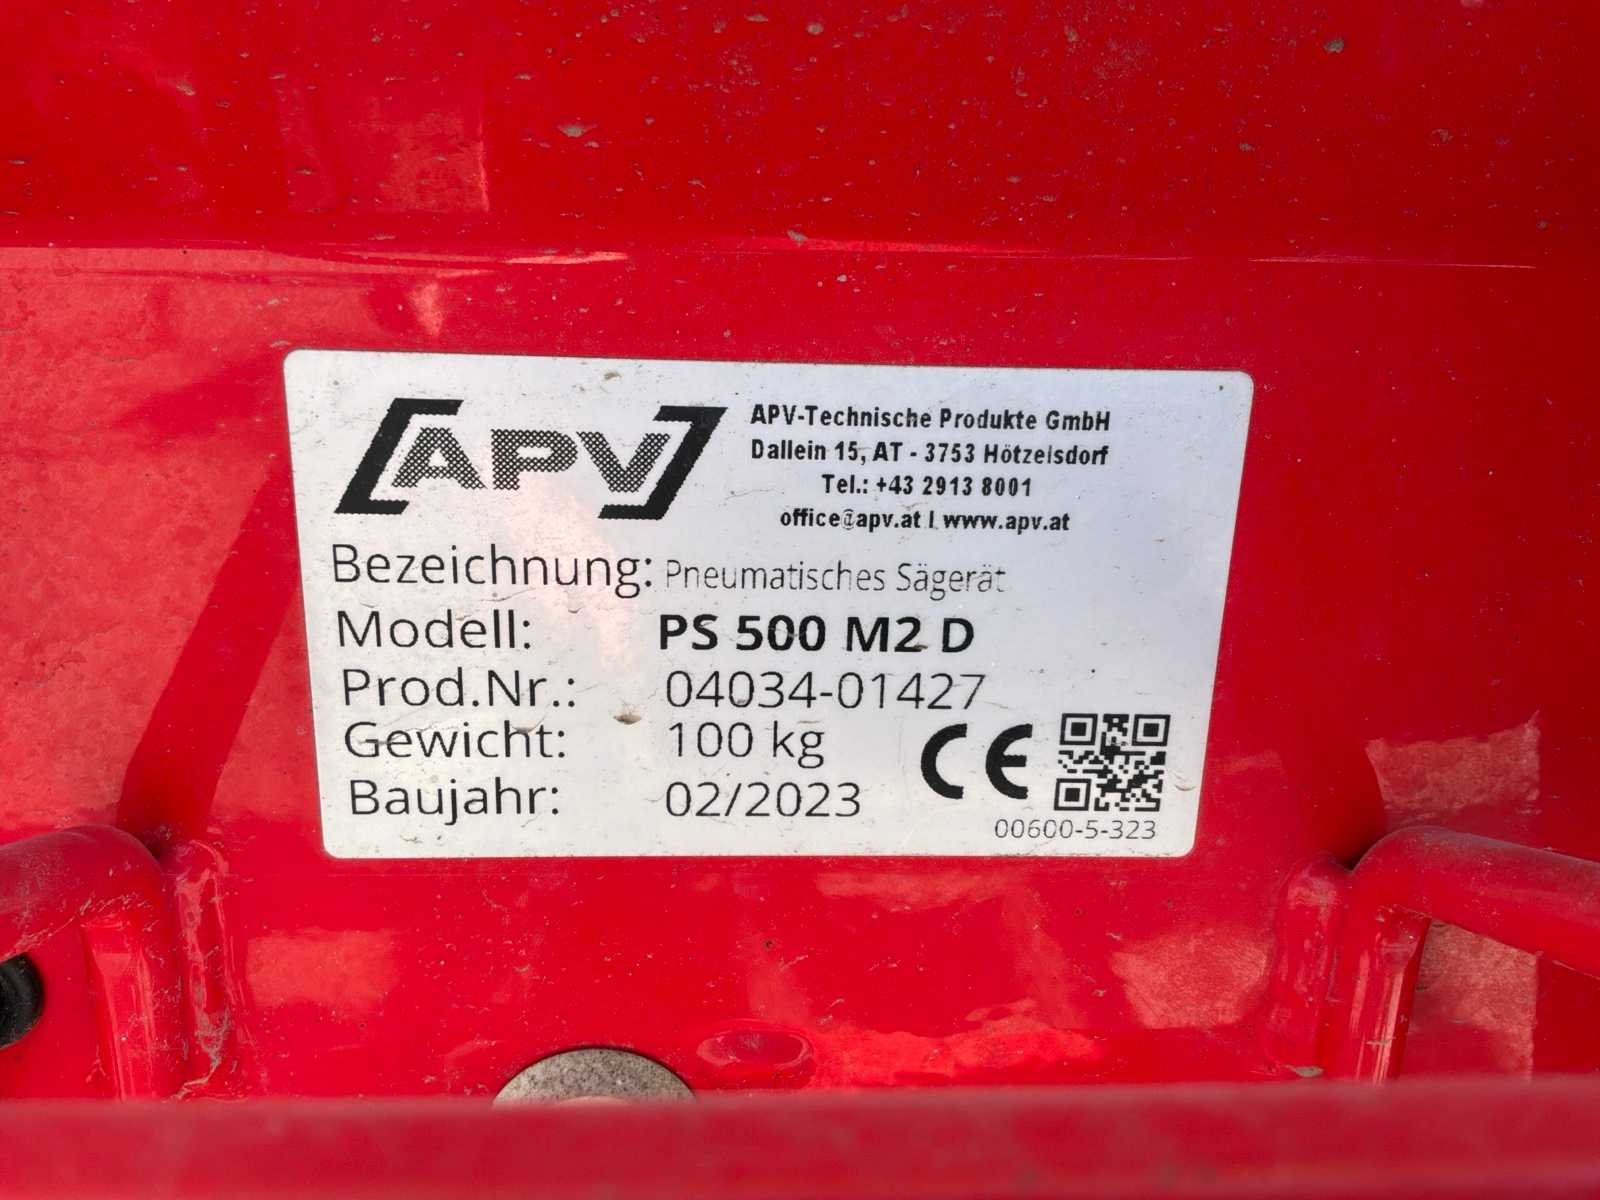 APV
APV-Technische Produkte GmbH
Dallein 15, AT - 3753 Hötzelsdorf
Tel.: +43 2913 8001
office@apv.at | www.apv.at
Bezeichnung: Pneumatisches Sägerät
Modell: PS 500 M2 D
Prod.Nr.: 04034-01427
Gewicht: 100 kg
Baujahr: 02/2023
CE
00600-5-323